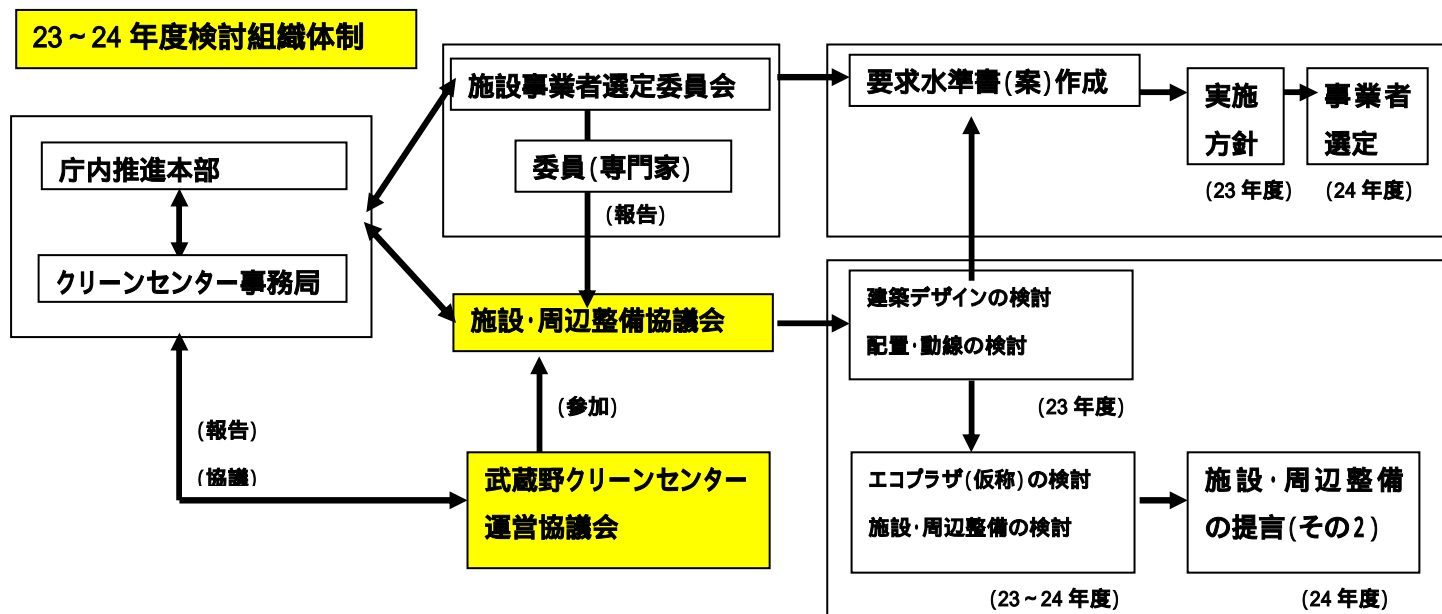 23~24年度検討組織体制
庁内推進本部
クリーンセンター事務局
施設事業者選定委員会
委員(専門家)
(報告)
施設・周辺整備協議会
(参加)
(報告)
(協議)
武蔵野クリーンセンター
運営協議会
要求水準書(案)作成
実施
方針
(23年度)
事業者
選定
(24年度)
建築デザインの検討
配置・動線の検討
(23年度)
エコプラザ(仮称)の検討
施設・周辺整備の検討
(23~24年度)
施設・周辺整備
の提言(その2)
(24年度)